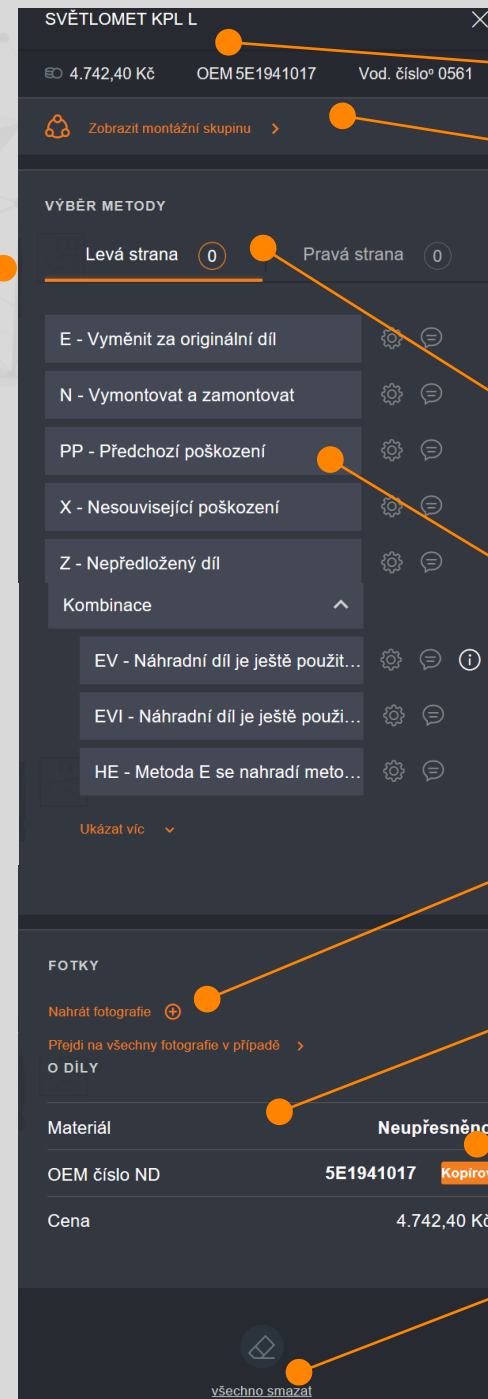 SVĚTLOMET KPL L
4.742,40 Kč OEM 5E1941017 Vod. čísloº 0561
Zobrazit montážní skupinu
VÝBĚR METODY
Levá strana 0 Pravá strana 0
E - Vyměnit za originální díl
N - Vymontovat a zamontovat
PP - Předchozí poškození
X - Nesouvisející poškození
Z - Nepředložený díl
Kombinace
EV - Náhradní díl je ještě použit...
EVI - Náhradní díl je ještě použi...
HE - Metoda E se nahradí meto...
Ukázat víc
FOTKY
Nahrát fotografie
Přejdi na všechny fotografie v případě
O DÍLY
Materiál Neupřesněno
OEM číslo ND 5E1941017 Kopírov
Cena 4.742,40 Kč
všechno smazat